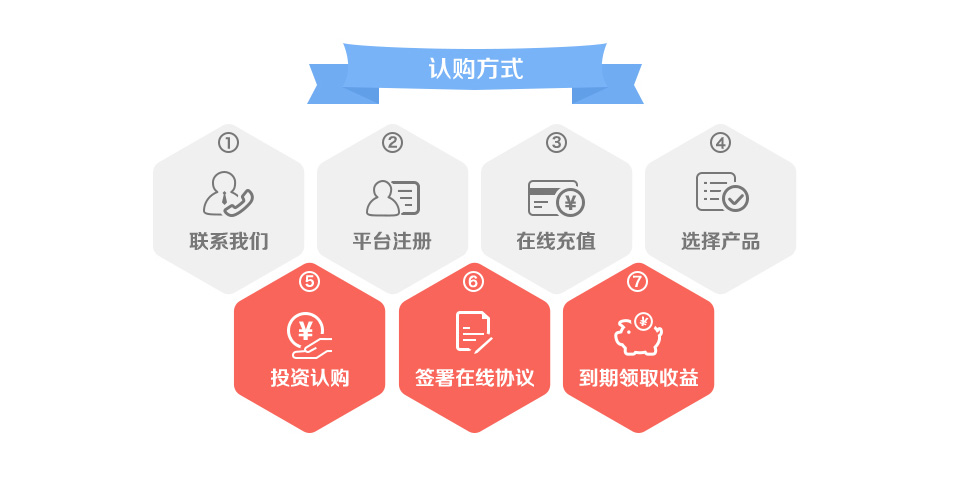 认购方式
①
联系我们
②
平台注册
③
¥
在线充值
④
选择产品
⑤
¥
投资认购
⑥
签署在线协议
⑦
¥
到期领取收益